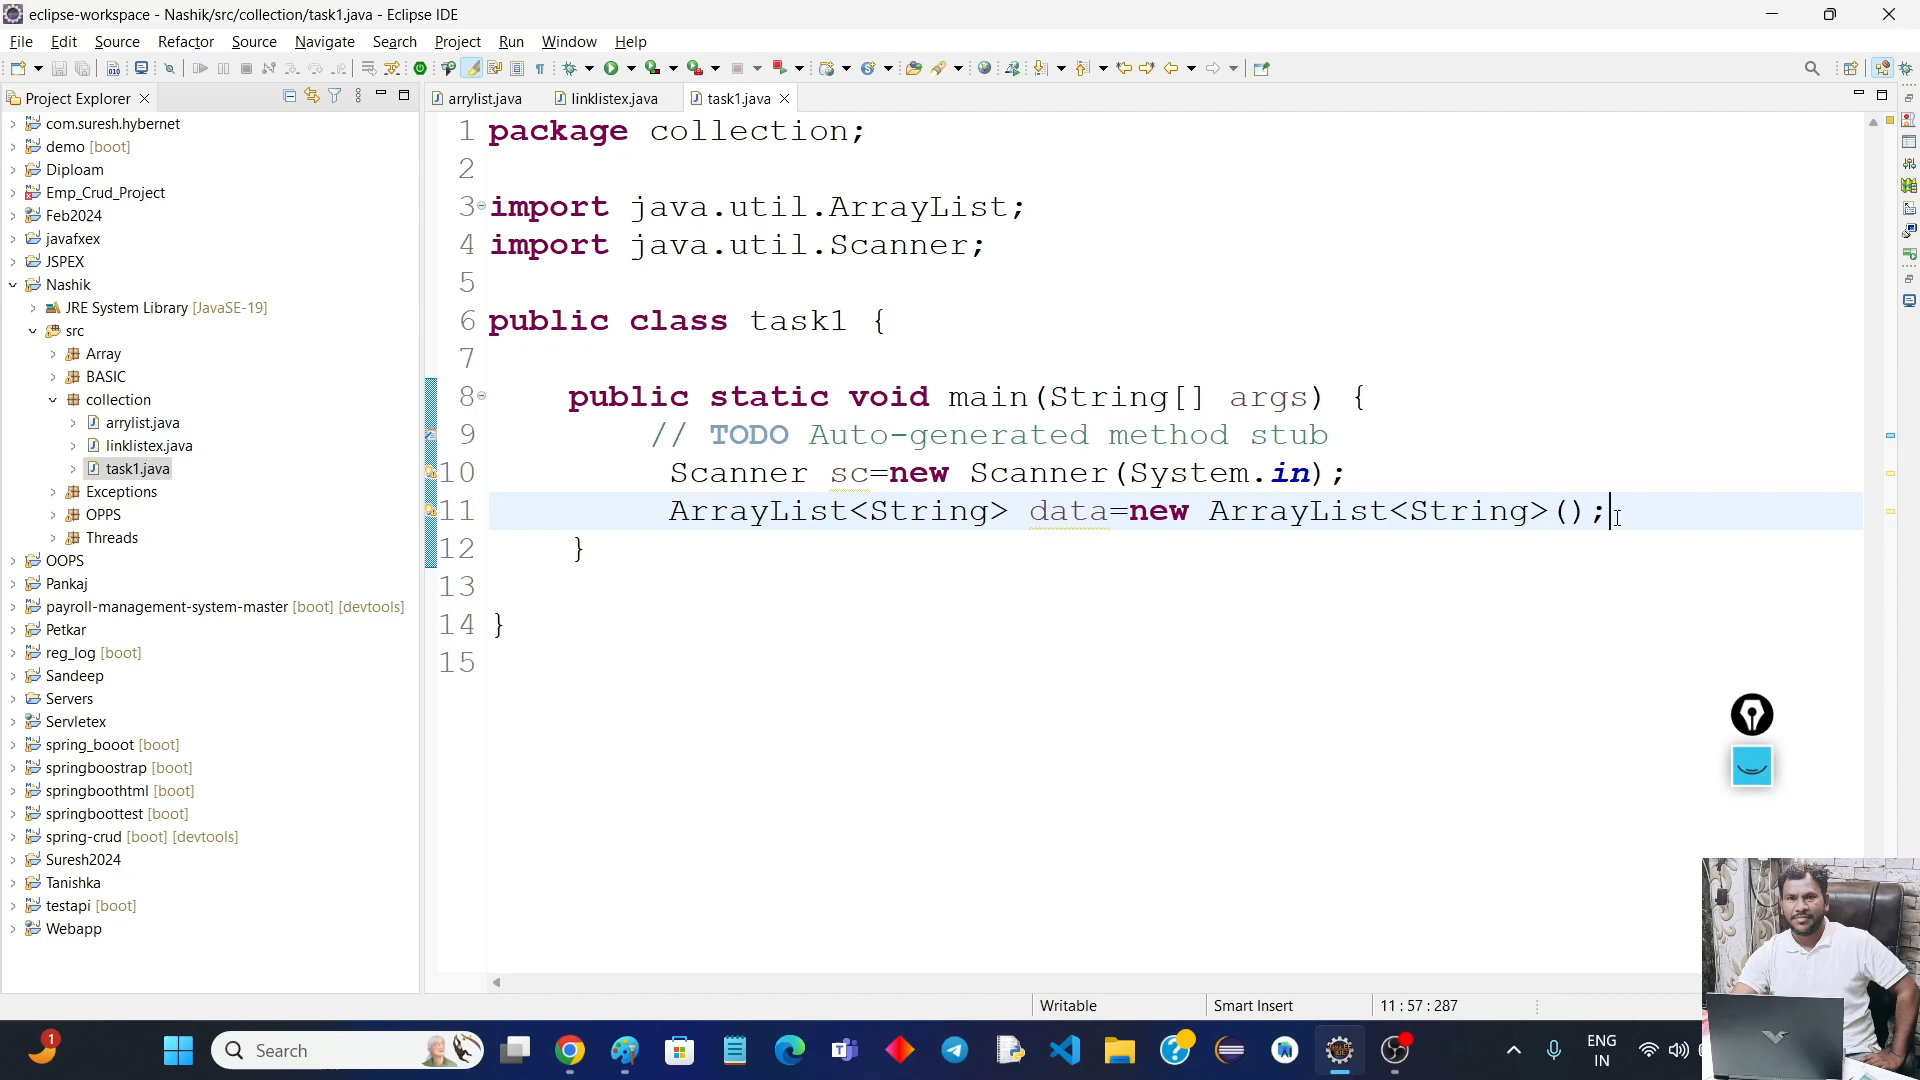 eclipse-workspace - Nashik/src/collection/task1.java - Eclipse IDE
File Edit Source Refactor Source Navigate Search Project Run Window Help
Project Explorer
arrylist.java linklistex.java task1.java
com.suresh.hybernet
demo [boot]
Diploam
Emp_Crud_Project
Feb2024
javafxex
JSPEX
Nashik
JRE System Library [JavaSE-19]
src
Array
BASIC
collection
arrylist.java
linklistex.java
task1.java
Exceptions
OPPS
Threads
OOPS
Pankaj
payroll-management-system-master [boot] [devtools]
Petkar
reg_log [boot]
Sandeep
Servers
Servletex
spring_booot [boot]
springboostrap [boot]
springboothtml [boot]
springboottest [boot]
spring-crud [boot] [devtools]
Suresh2024
Tanishka
testapi [boot]
Webapp
1 package collection;
2
3 import java.util.ArrayList;
4 import java.util.Scanner;
5
6 public class task1 {
7
8 public static void main(String[] args) {
9 // TODO Auto-generated method stub
10 Scanner sc=new Scanner(System.in);
11 ArrayList<String> data=new ArrayList<String>();
12 }
13
14 }
15
Writable Smart Insert 11 : 57 : 287
1 Search ENG
IN